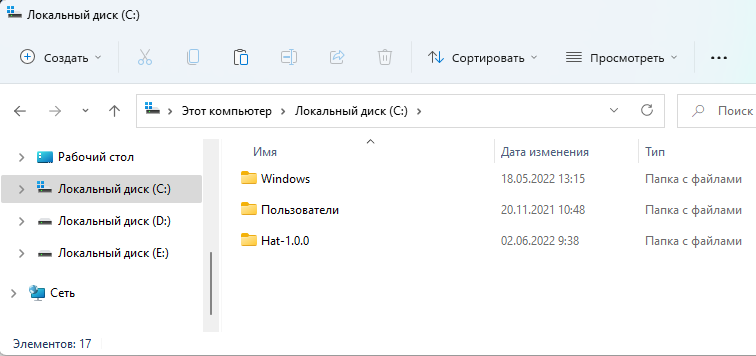 Локальный диск (C:)
Создать
Сортировать
Просмотреть
Этот компьютер > Локальный диск (C:) >
Поиск
Рабочий стол
Локальный диск (C:)
Локальный диск (D:)
Локальный диск (E:)
Сеть
Имя Дата изменения Тип
Windows 18.05.2022 13:15 Папка с файлами
Пользователи 20.11.2021 10:48 Папка с файлами
Hat-1.0.0 02.06.2022 9:38 Папка с файлами
Элементов: 17